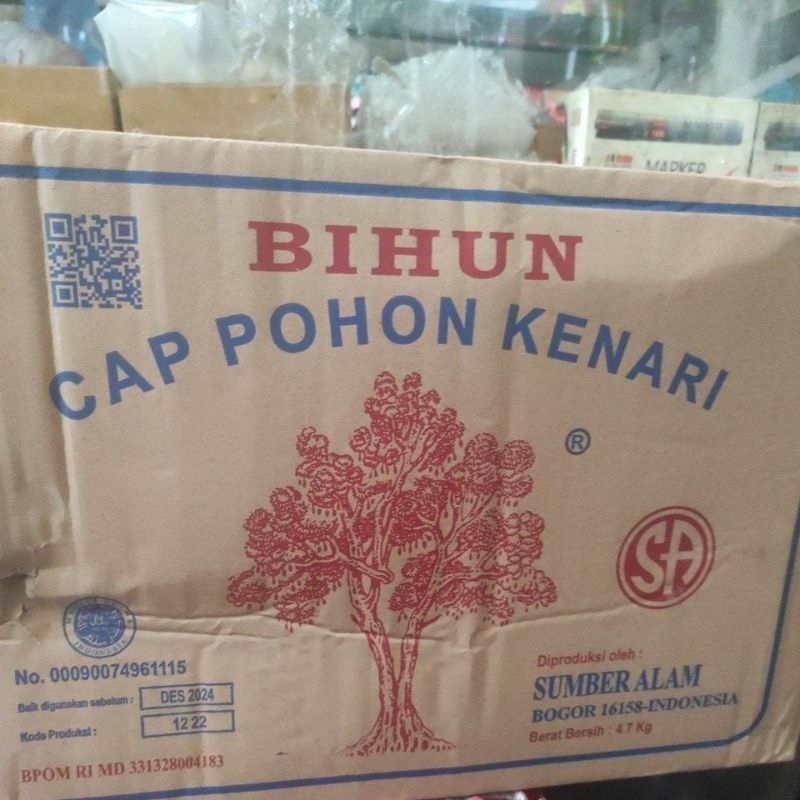 MARKER
BIHUN
CAP POHON KENARI
®
SA
INDONESIA
No. 00090074961115
Baik digunakan sebelum : DES 2024
Kode Produksi : 12 22
BPOM RI MD 331328004183
Diproduksi oleh :
SUMBER ALAM
BOGOR 16158-INDONESIA
Berat Bersih : 4.7 Kg